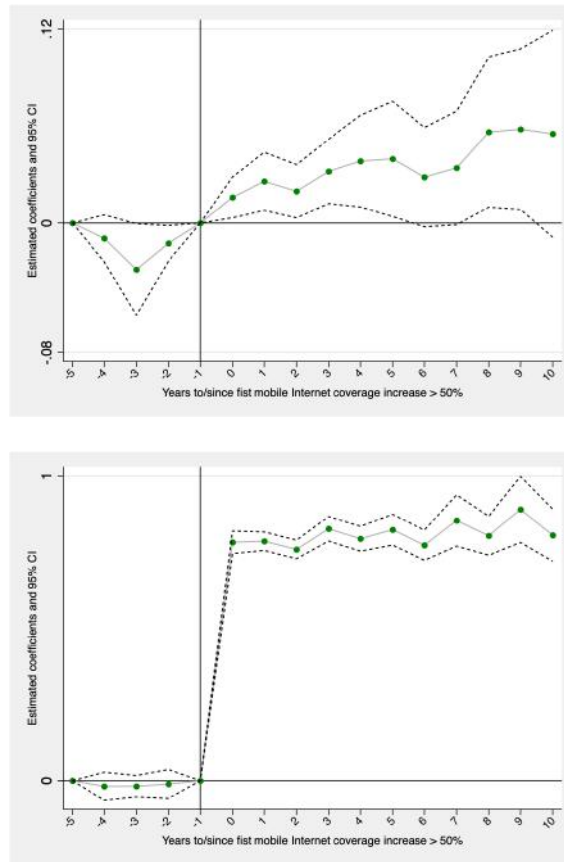 Estimated coefficients and 95% CI
.12
0
-.08
-5 -4 -3 -2 -1 0 1 2 3 4 5 6 7 8 9 10
Years to/since fist mobile Internet coverage increase > 50%
Estimated coefficients and 95% CI
1
0
-5 -4 -3 -2 -1 0 1 2 3 4 5 6 7 8 9 10
Years to/since fist mobile Internet coverage increase > 50%